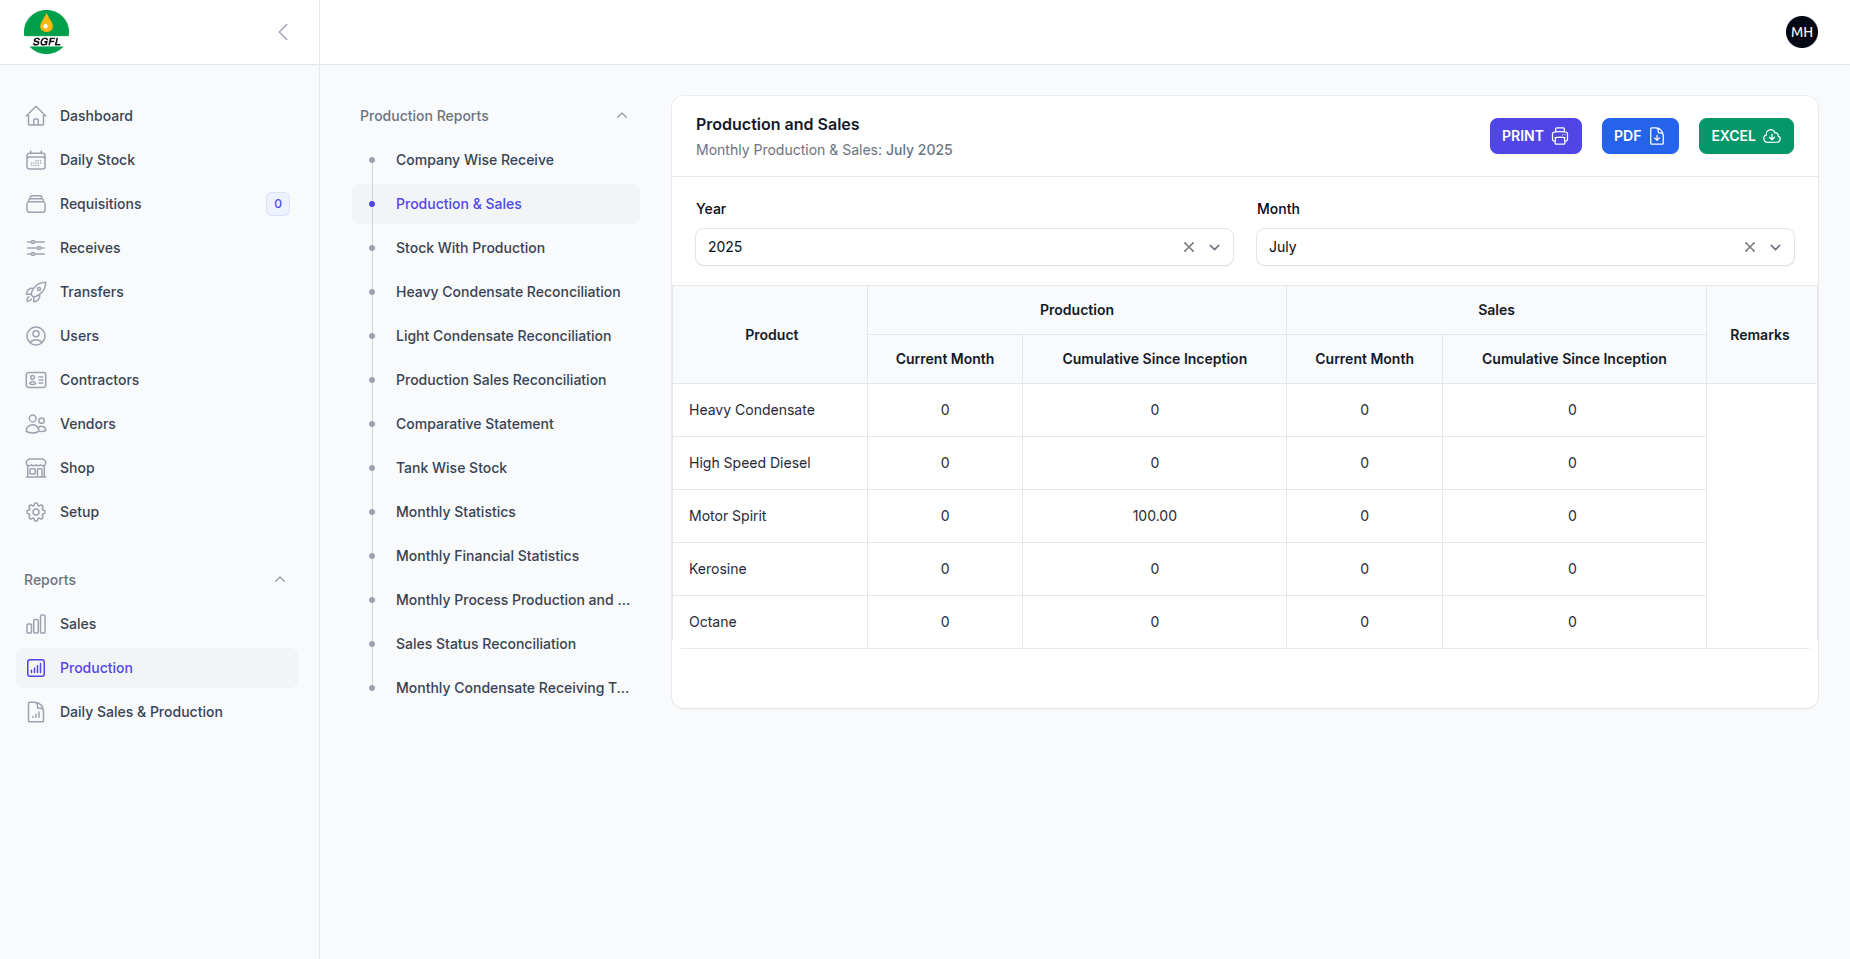 SGFL
MH
Dashboard
Daily Stock
Requisitions 0
Receives
Transfers
Users
Contractors
Vendors
Shop
Setup
Reports
Sales
Production
Daily Sales & Production
Production Reports
Company Wise Receive
Production & Sales
Stock With Production
Heavy Condensate Reconciliation
Light Condensate Reconciliation
Production Sales Reconciliation
Comparative Statement
Tank Wise Stock
Monthly Statistics
Monthly Financial Statistics
Monthly Process Production and ...
Sales Status Reconciliation
Monthly Condensate Receiving T...
Production and Sales
Monthly Production & Sales: July 2025
PRINT PDF EXCEL
Year Month
2025 July
Product Production Sales Remarks
Current Month Cumulative Since Inception Current Month Cumulative Since Inception
Heavy Condensate 0 0 0 0
High Speed Diesel 0 0 0 0
Motor Spirit 0 100.00 0 0
Kerosine 0 0 0 0
Octane 0 0 0 0